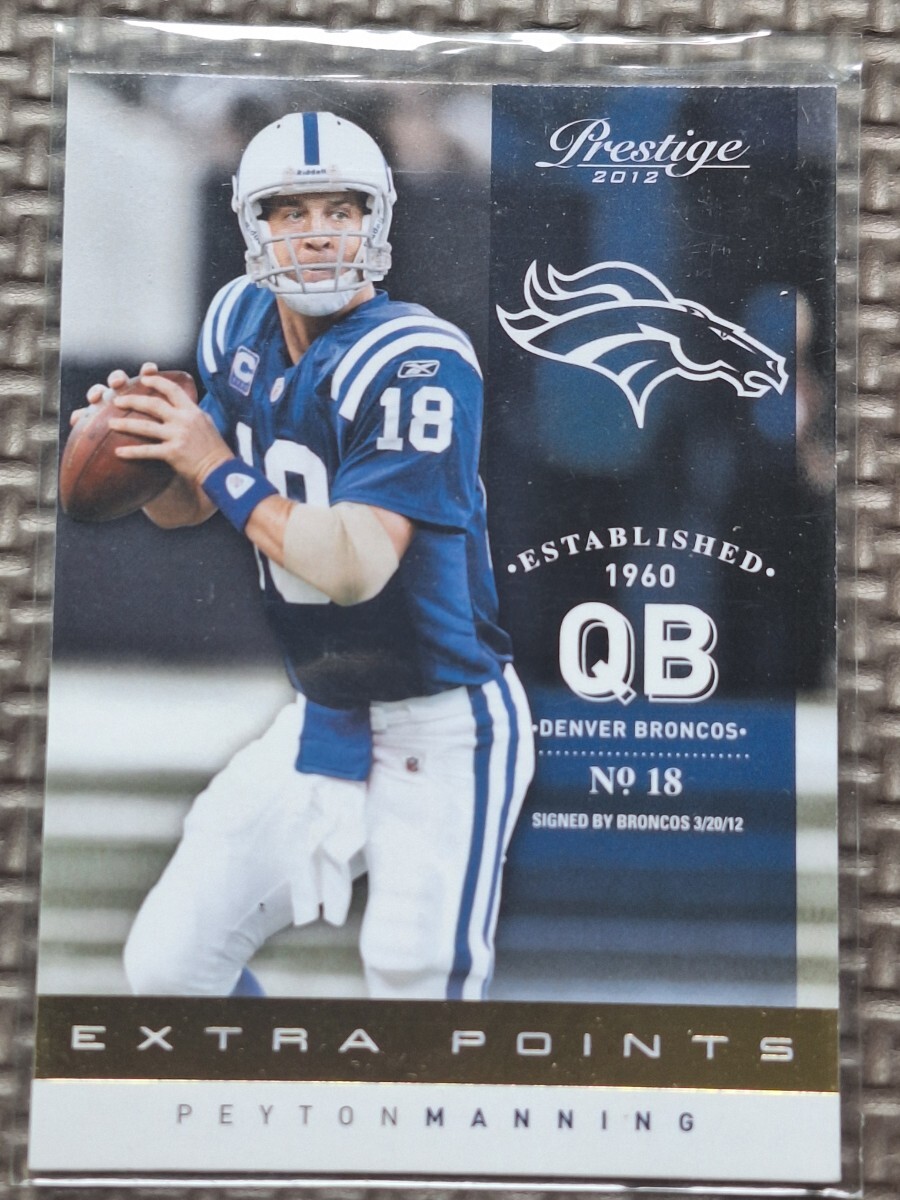 Prestige
2012
Riddell
C
18
18
•ESTABLISHED•
1960
QB
•DENVER BRONCOS•
Nº 18
SIGNED BY BRONCOS 3/20/12
EXTRA POINTS
PEYTON MANNING